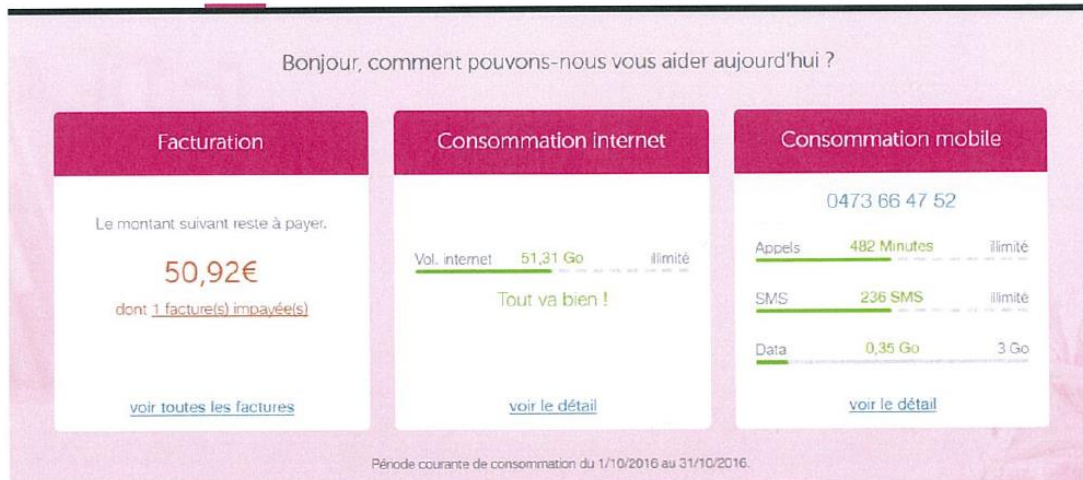 Bonjour, comment pouvons-nous vous aider aujourd'hui ?
Facturation
Le montant suivant reste à payer.
50,92€
dont 1 facture(s) impayée(s)
voir toutes les factures
Consommation internet
Vol. internet 51,31 Go illimité
Tout va bien !
voir le détail
Consommation mobile
0473 66 47 52
Appels 482 Minutes illimité
SMS 236 SMS illimité
Data 0,35 Go 3 Go
voir le détail
Période courante de consommation du 1/10/2016 au 31/10/2016.